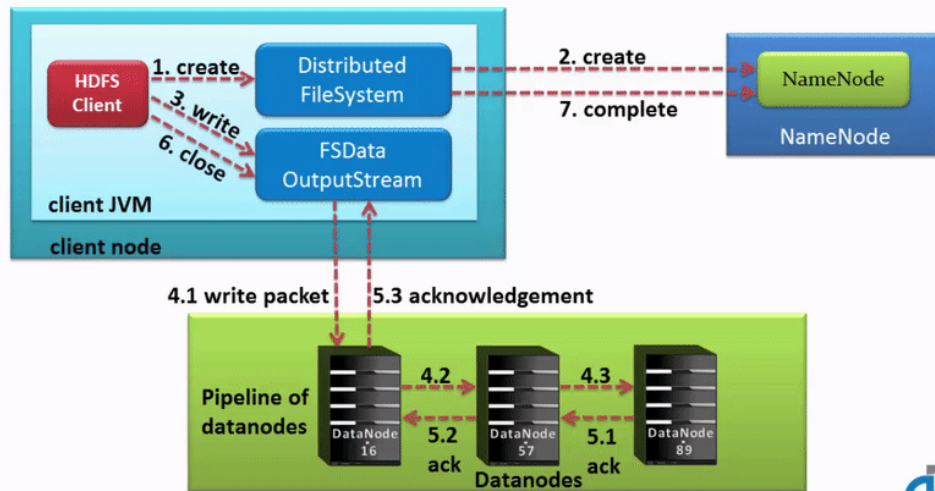 HDFS
Client
1. create
Distributed
FileSystem
2. create
NameNode
7. complete
NameNode
3. write
6. close
FSData
OutputStream
client JVM
client node
4.1 write packet
5.3 acknowledgement
Pipeline of
datanodes
4.2
4.3
5.2
ack
5.1
ack
DataNode
16
DataNode
57
DataNode
89
Datanodes